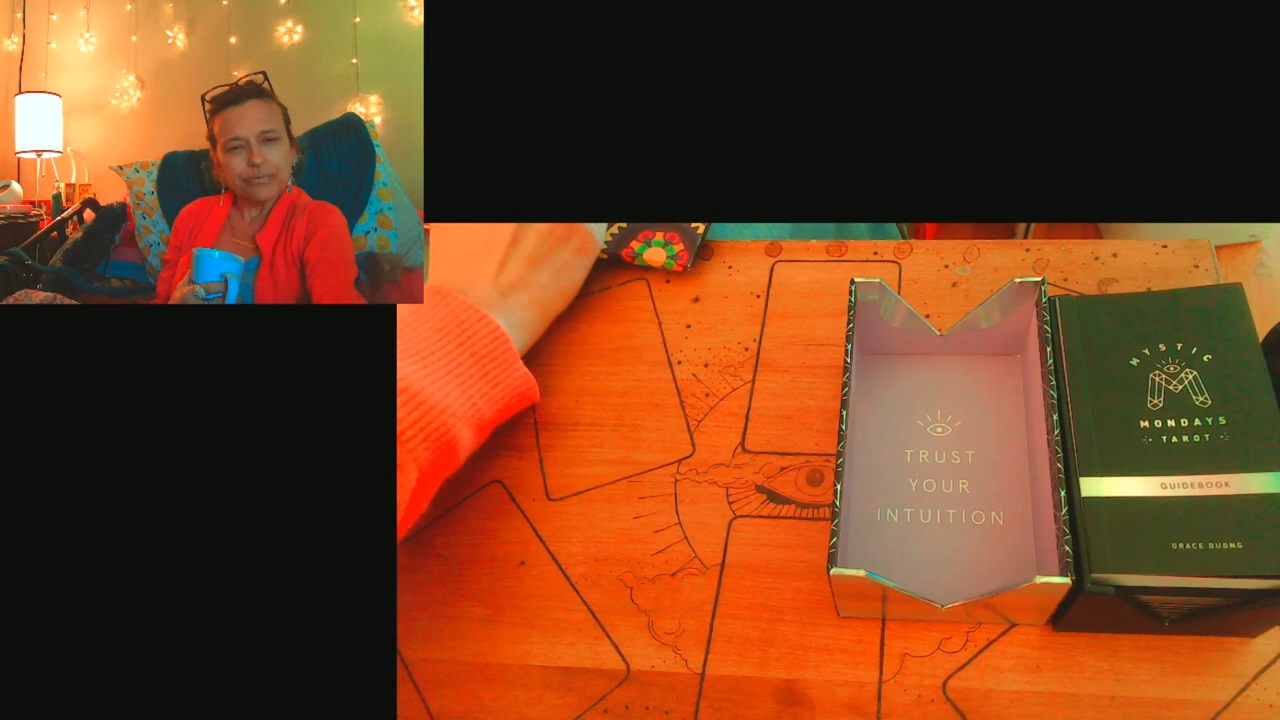 TRUST
YOUR
INTUITION
MYSTIC
M
MONDAYS
TAROT
GUIDEBOOK
GRACE DUONG